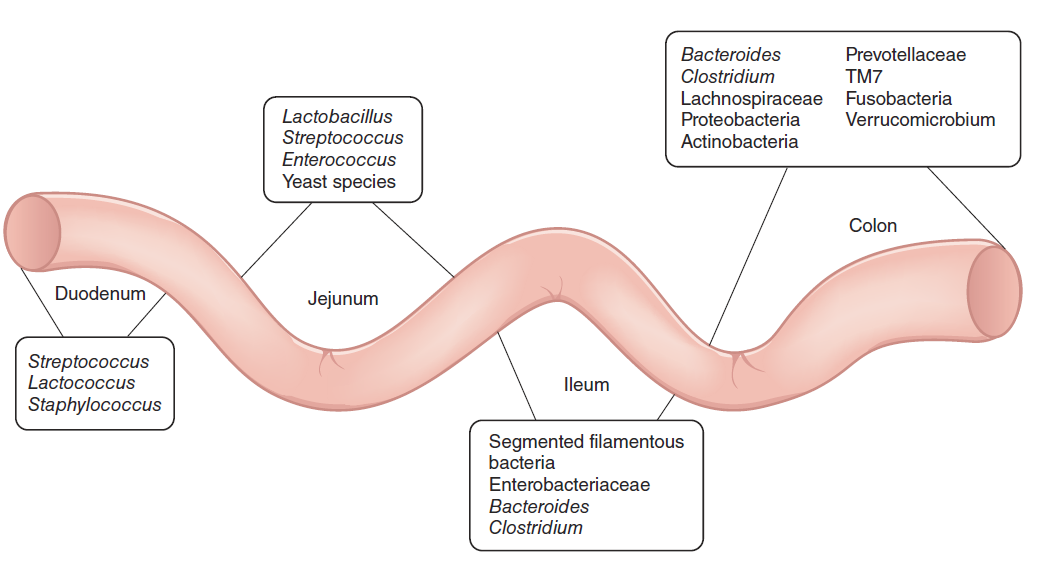 Bacteroides
Clostridium
Lachnospiraceae
Proteobacteria
Actinobacteria
Prevotellaceae
TM7
Fusobacteria
Verrucomicrobium
Lactobacillus
Streptococcus
Enterococcus
Yeast species
Colon
Duodenum
Jejunum
Streptococcus
Lactococcus
Staphylococcus
Ileum
Segmented filamentous
bacteria
Enterobacteriaceae
Bacteroides
Clostridium